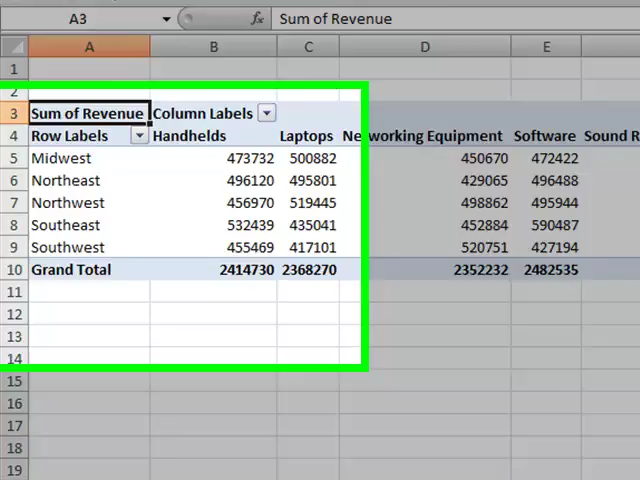 A3 fx Sum of Revenue
A B C D E
1
2
3 Sum of Revenue Column Labels
4 Row Labels Handhelds Laptops Networking Equipment Software Sound R
5 Midwest 473732 500882 450670 472422
6 Northeast 496120 495801 429065 496488
7 Northwest 456970 519445 498862 495944
8 Southeast 532439 435041 452884 590487
9 Southwest 455469 417101 520751 427194
10 Grand Total 2414730 2368270 2352232 2482535
11
12
13
14
15
16
17
18
19